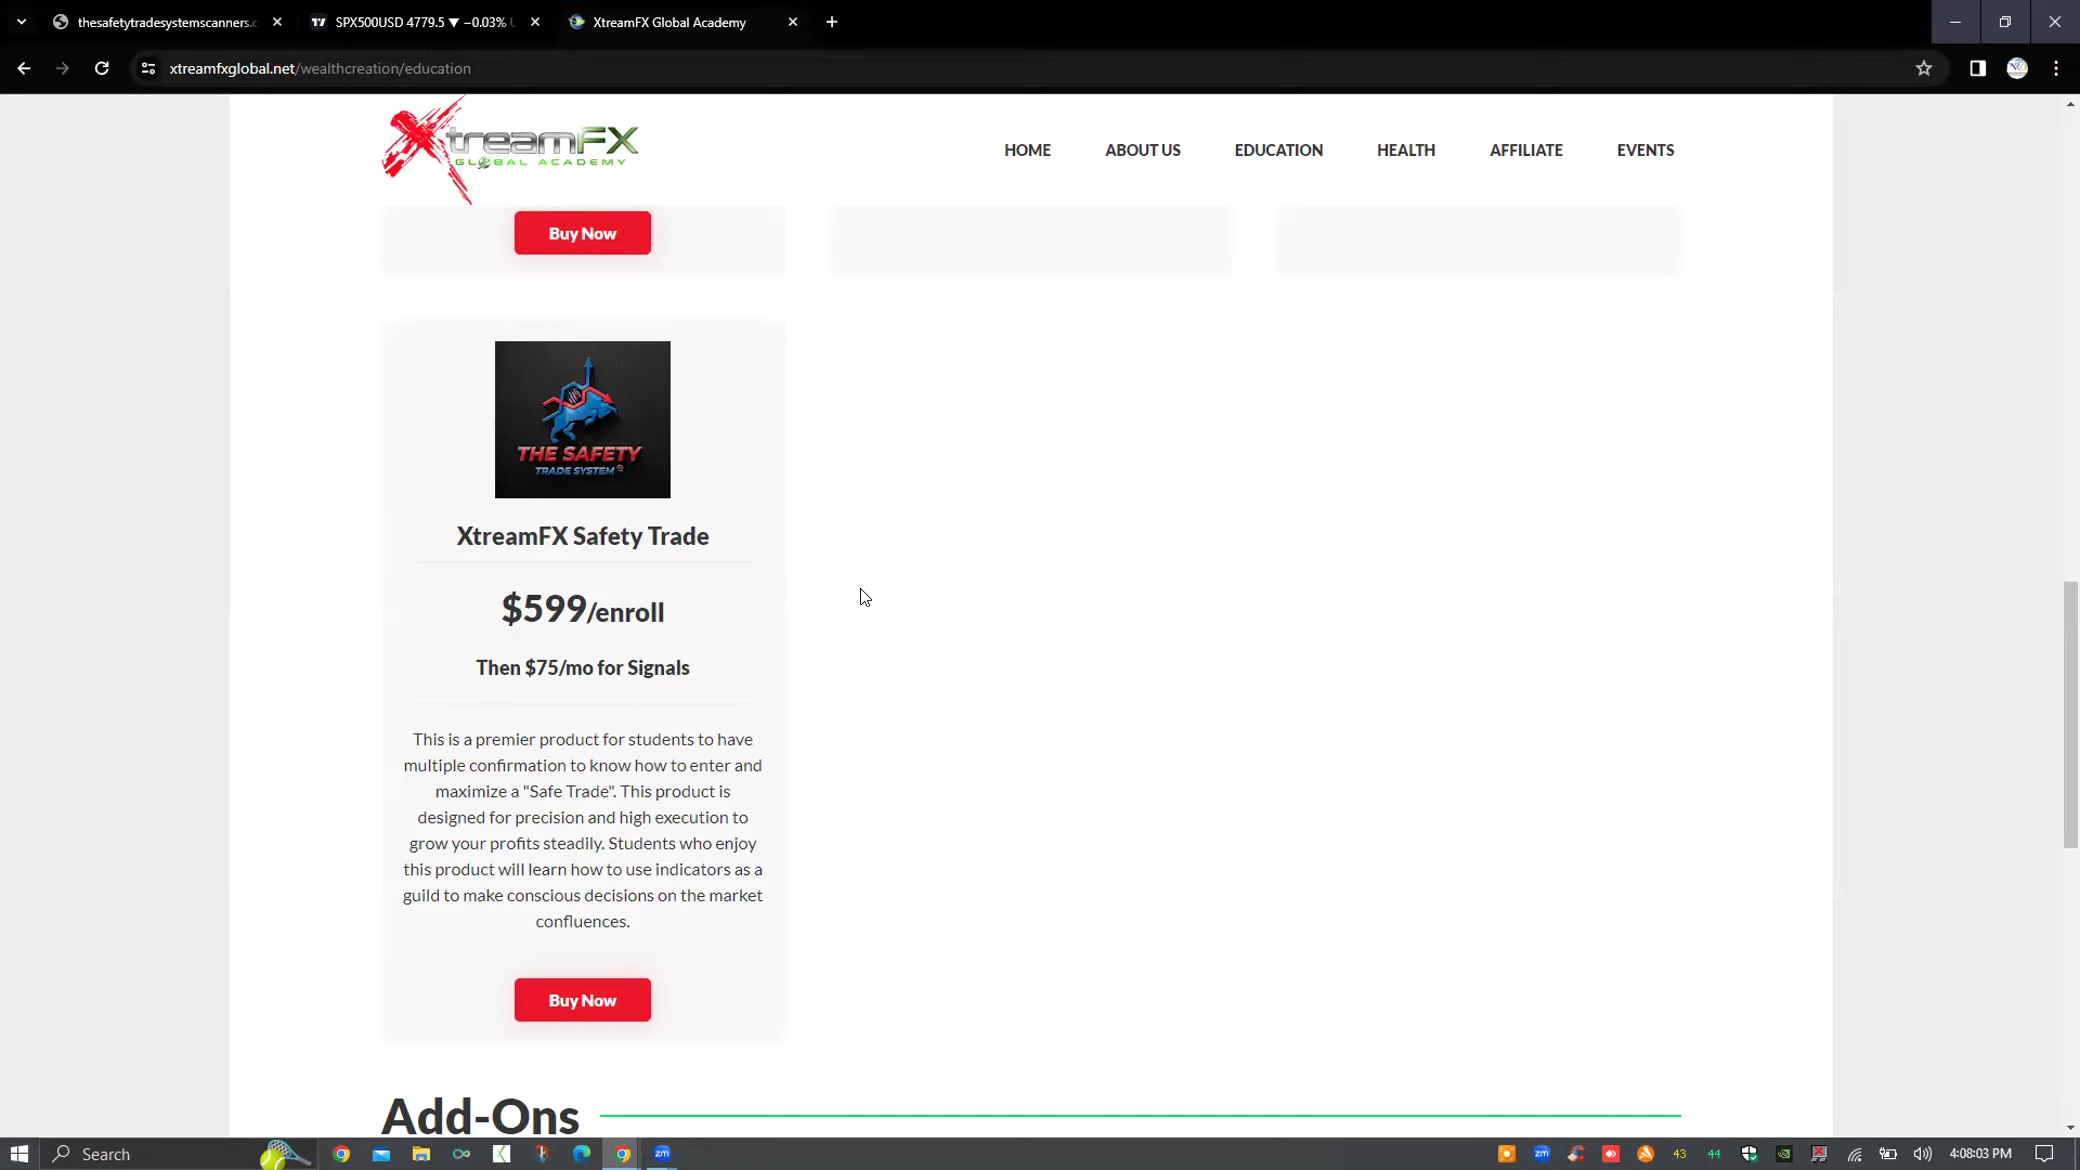 thesafetytradesystemscanners.c
SPX500USD 4779.5 ▼ −0.03% U
XtreamFX Global Academy
xtreamfxglobal.net/wealthcreation/education
XtreamFX
GLOBAL ACADEMY
HOME
ABOUT US
EDUCATION
HEALTH
AFFILIATE
EVENTS
Buy Now
THE SAFETY
TRADE SYSTEM
XtreamFX Safety Trade
$599/enroll
Then $75/mo for Signals
This is a premier product for students to have
multiple confirmation to know how to enter and
maximize a "Safe Trade". This product is
designed for precision and high execution to
grow your profits steadily. Students who enjoy
this product will learn how to use indicators as a
guild to make conscious decisions on the market
confluences.
Buy Now
Add-Ons
Search
zm
zm
43
44
4:08:03 PM